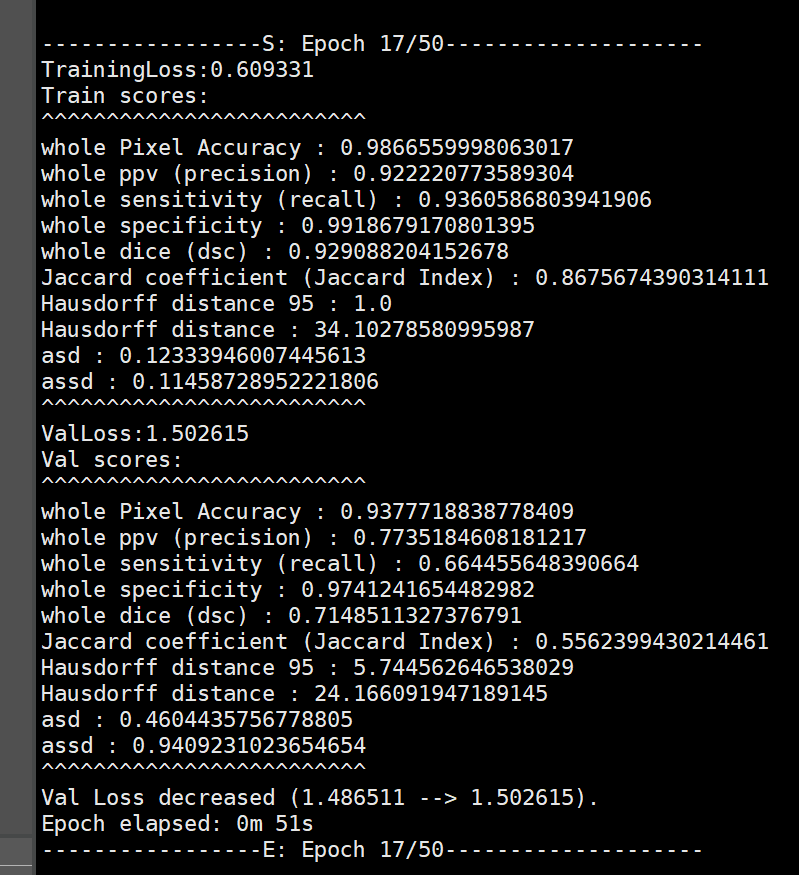 -----------------S: Epoch 17/50--------------------
TrainingLoss:0.609331
Train scores:
^^^^^^^^^^^^^^^^^^^^^^^^^
whole Pixel Accuracy : 0.9866559998063017
whole ppv (precision) : 0.922220773589304
whole sensitivity (recall) : 0.9360586803941906
whole specificity : 0.9918679170801395
whole dice (dsc) : 0.929088204152678
Jaccard coefficient (Jaccard Index) : 0.8675674390314111
Hausdorff distance 95 : 1.0
Hausdorff distance : 34.10278580995987
asd : 0.12333946007445613
assd : 0.11458728952221806
^^^^^^^^^^^^^^^^^^^^^^^^^
ValLoss:1.502615
Val scores:
^^^^^^^^^^^^^^^^^^^^^^^^^
whole Pixel Accuracy : 0.9377718838778409
whole ppv (precision) : 0.7735184608181217
whole sensitivity (recall) : 0.664455648390664
whole specificity : 0.9741241654482982
whole dice (dsc) : 0.7148511327376791
Jaccard coefficient (Jaccard Index) : 0.5562399430214461
Hausdorff distance 95 : 5.744562646538029
Hausdorff distance : 24.166091947189145
asd : 0.4604435756778805
assd : 0.9409231023654654
^^^^^^^^^^^^^^^^^^^^^^^^^
Val Loss decreased (1.486511 --> 1.502615).
Epoch elapsed: 0m 51s
-----------------E: Epoch 17/50--------------------